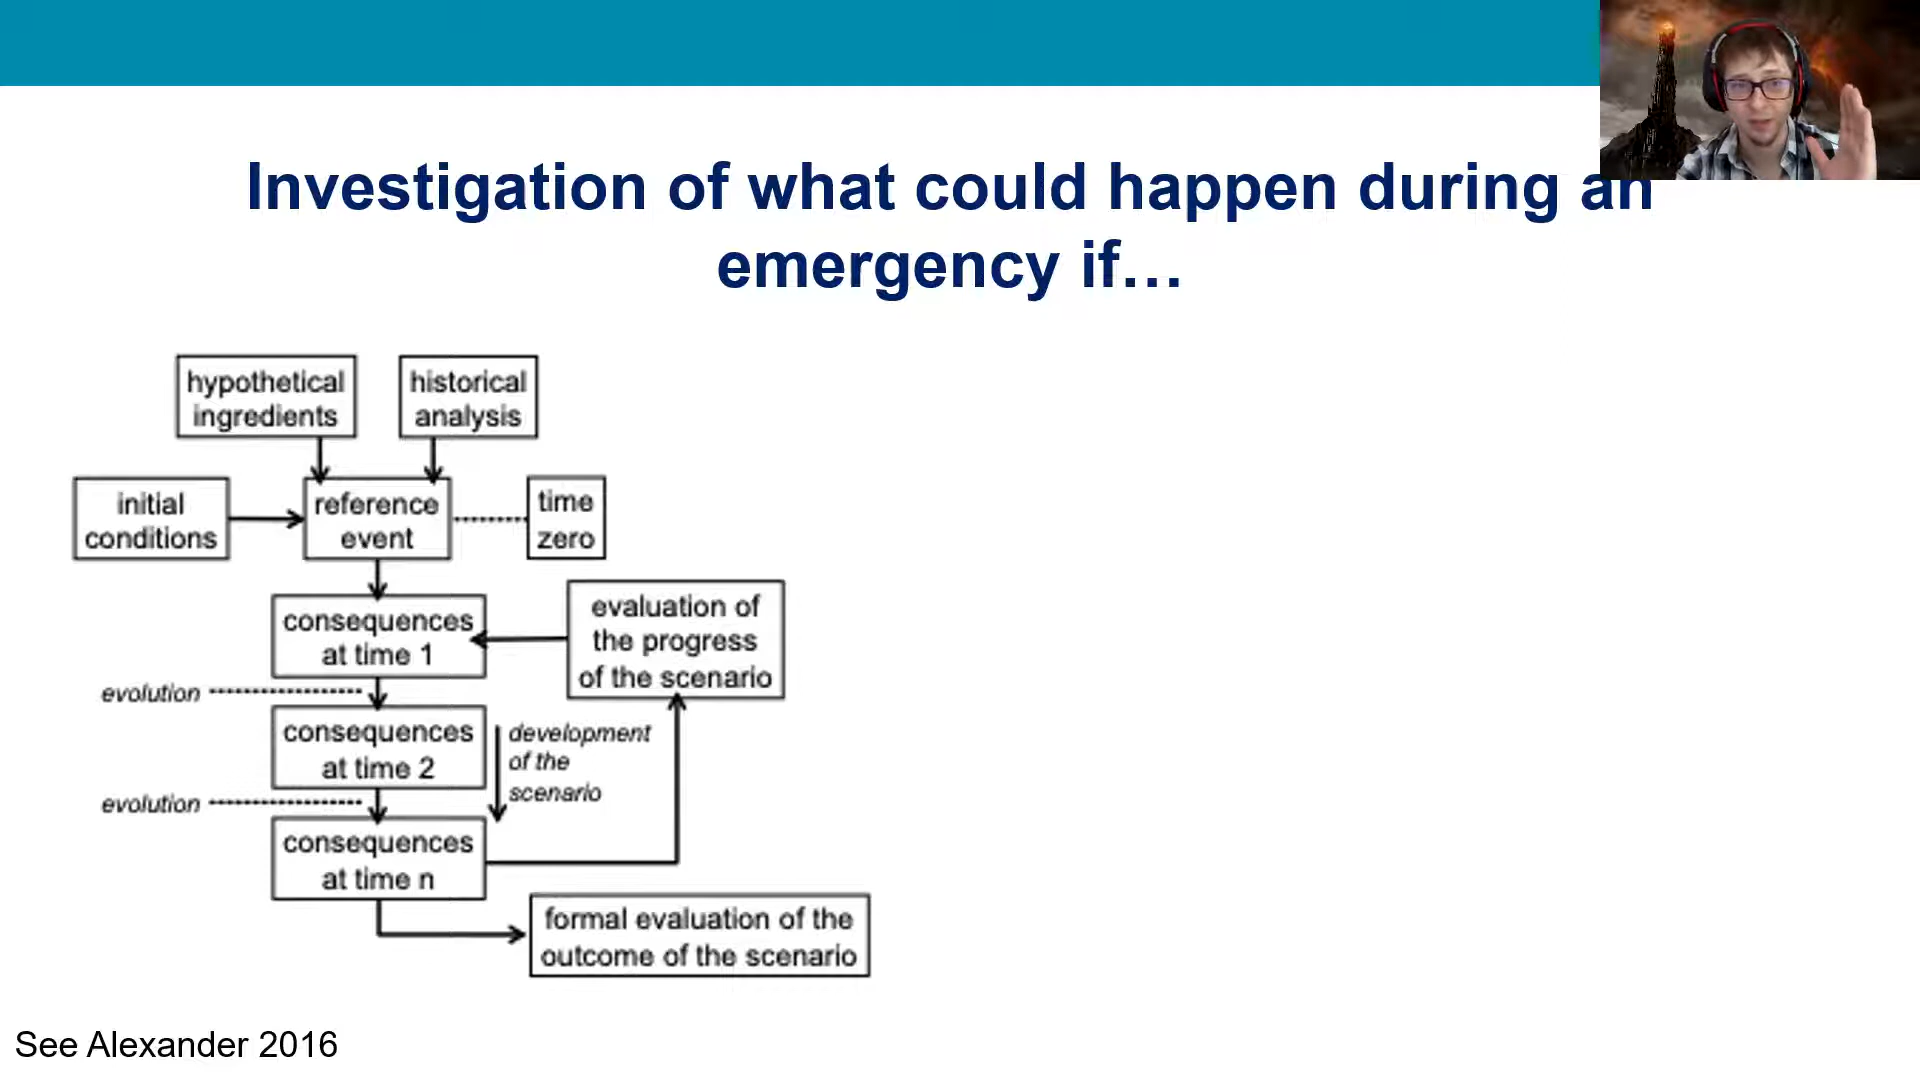 Investigation of what could happen during an
emergency if…
hypothetical
ingredients
historical
analysis
initial
conditions
reference
event
time
zero
consequences
at time 1
evaluation of
the progress
of the scenario
evolution
consequences
at time 2
development
of the
scenario
evolution
consequences
at time n
formal evaluation of the
outcome of the scenario
See Alexander 2016